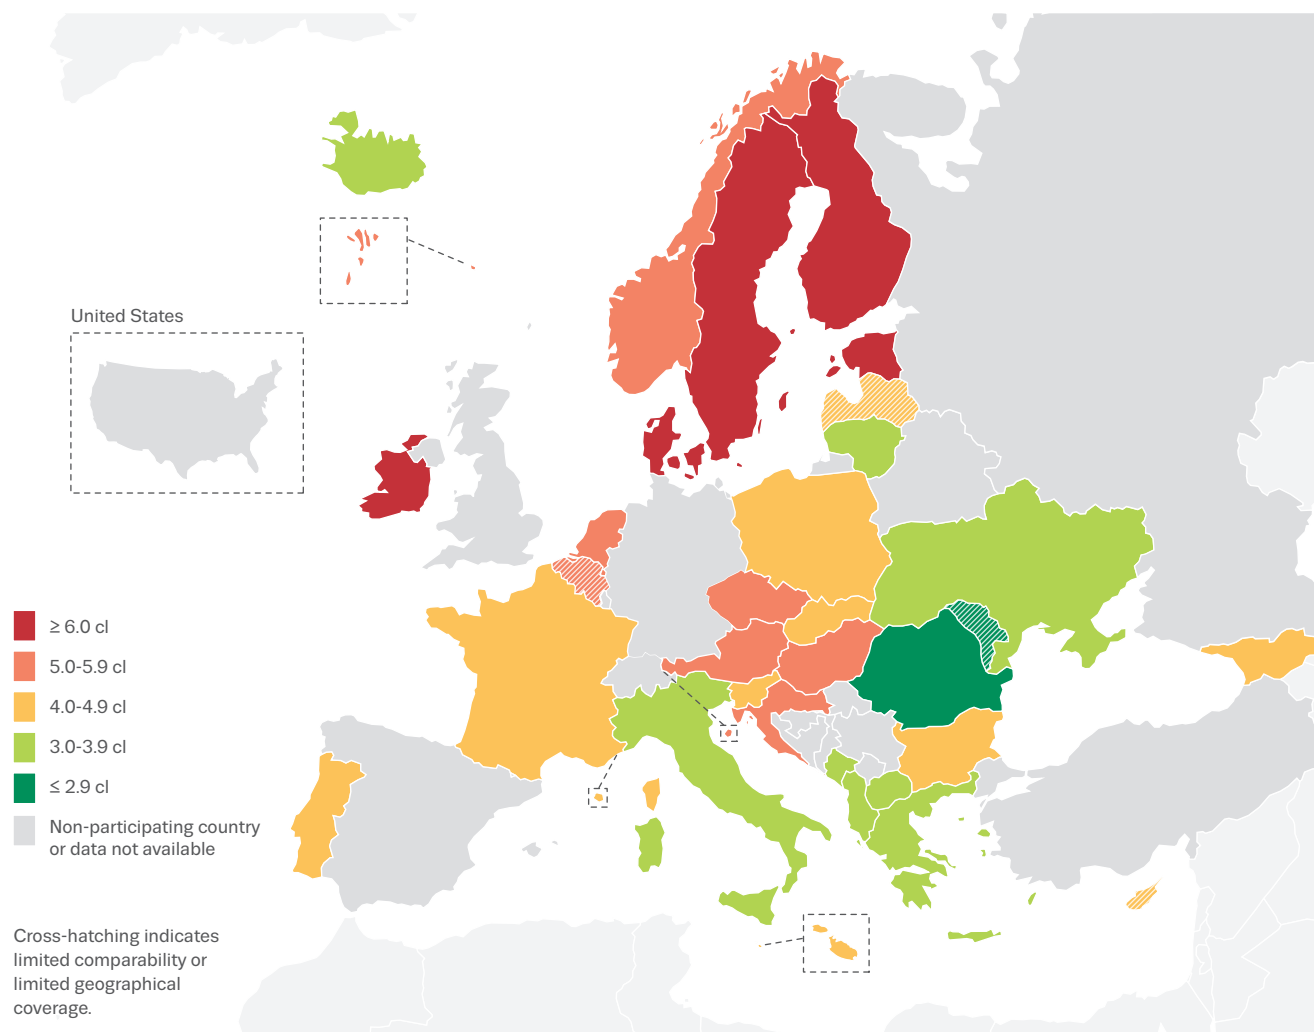 United States
≥ 6.0 cl
5.0-5.9 cl
4.0-4.9 cl
3.0-3.9 cl
≤ 2.9 cl
Non-participating country
or data not available
Cross-hatching indicates
limited comparability or
limited geographical
coverage.